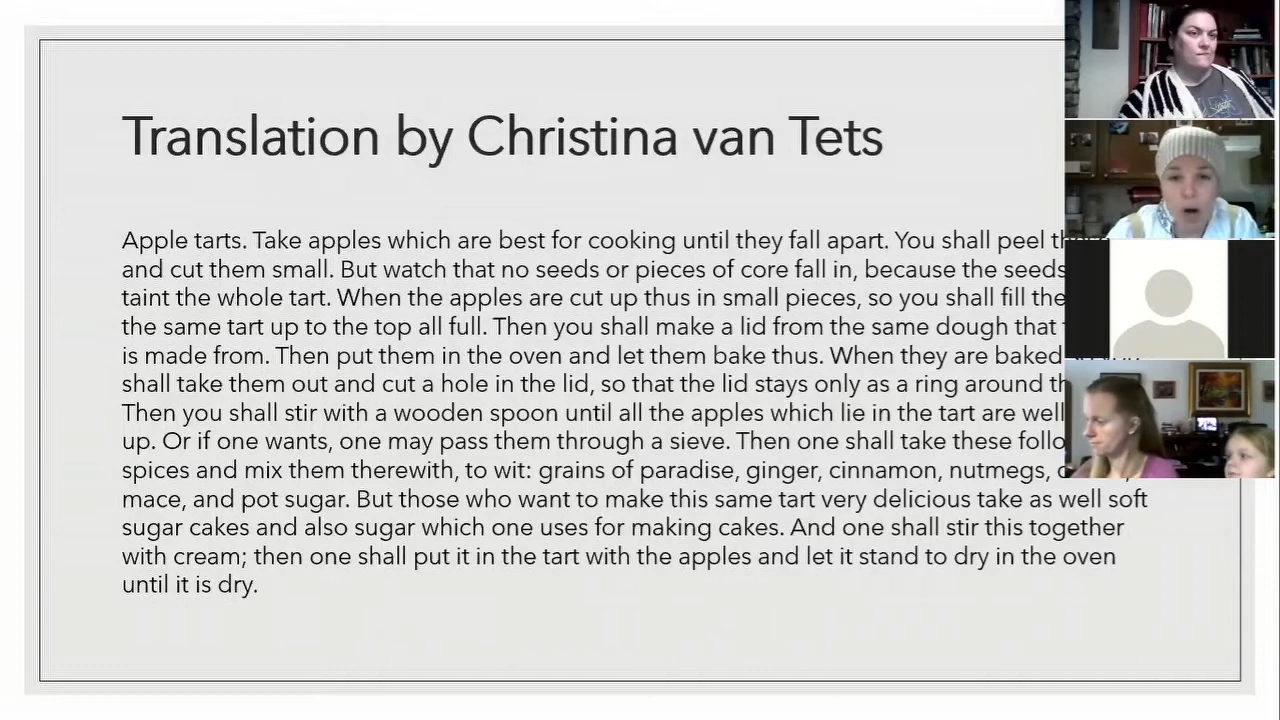 Translation by Christina van Tets
Apple tarts. Take apples which are best for cooking until they fall apart. You shall peel
and cut them small. But watch that no seeds or pieces of core fall in, because the seeds
taint the whole tart. When the apples are cut up thus in small pieces, so you shall fill
the same tart up to the top all full. Then you shall make a lid from the same dough that
is made from. Then put them in the oven and let them bake thus. When they are baked
shall take them out and cut a hole in the lid, so that the lid stays only as a ring around
Then you shall stir with a wooden spoon until all the apples which lie in the tart are well
up. Or if one wants, one may pass them through a sieve. Then one shall take these
spices and mix them therewith, to wit: grains of paradise, ginger, cinnamon, nutmegs,
mace, and pot sugar. But those who want to make this same tart very delicious take as well soft
sugar cakes and also sugar which one uses for making cakes. And one shall stir this together
with cream; then one shall put it in the tart with the apples and let it stand to dry in the oven
until it is dry.